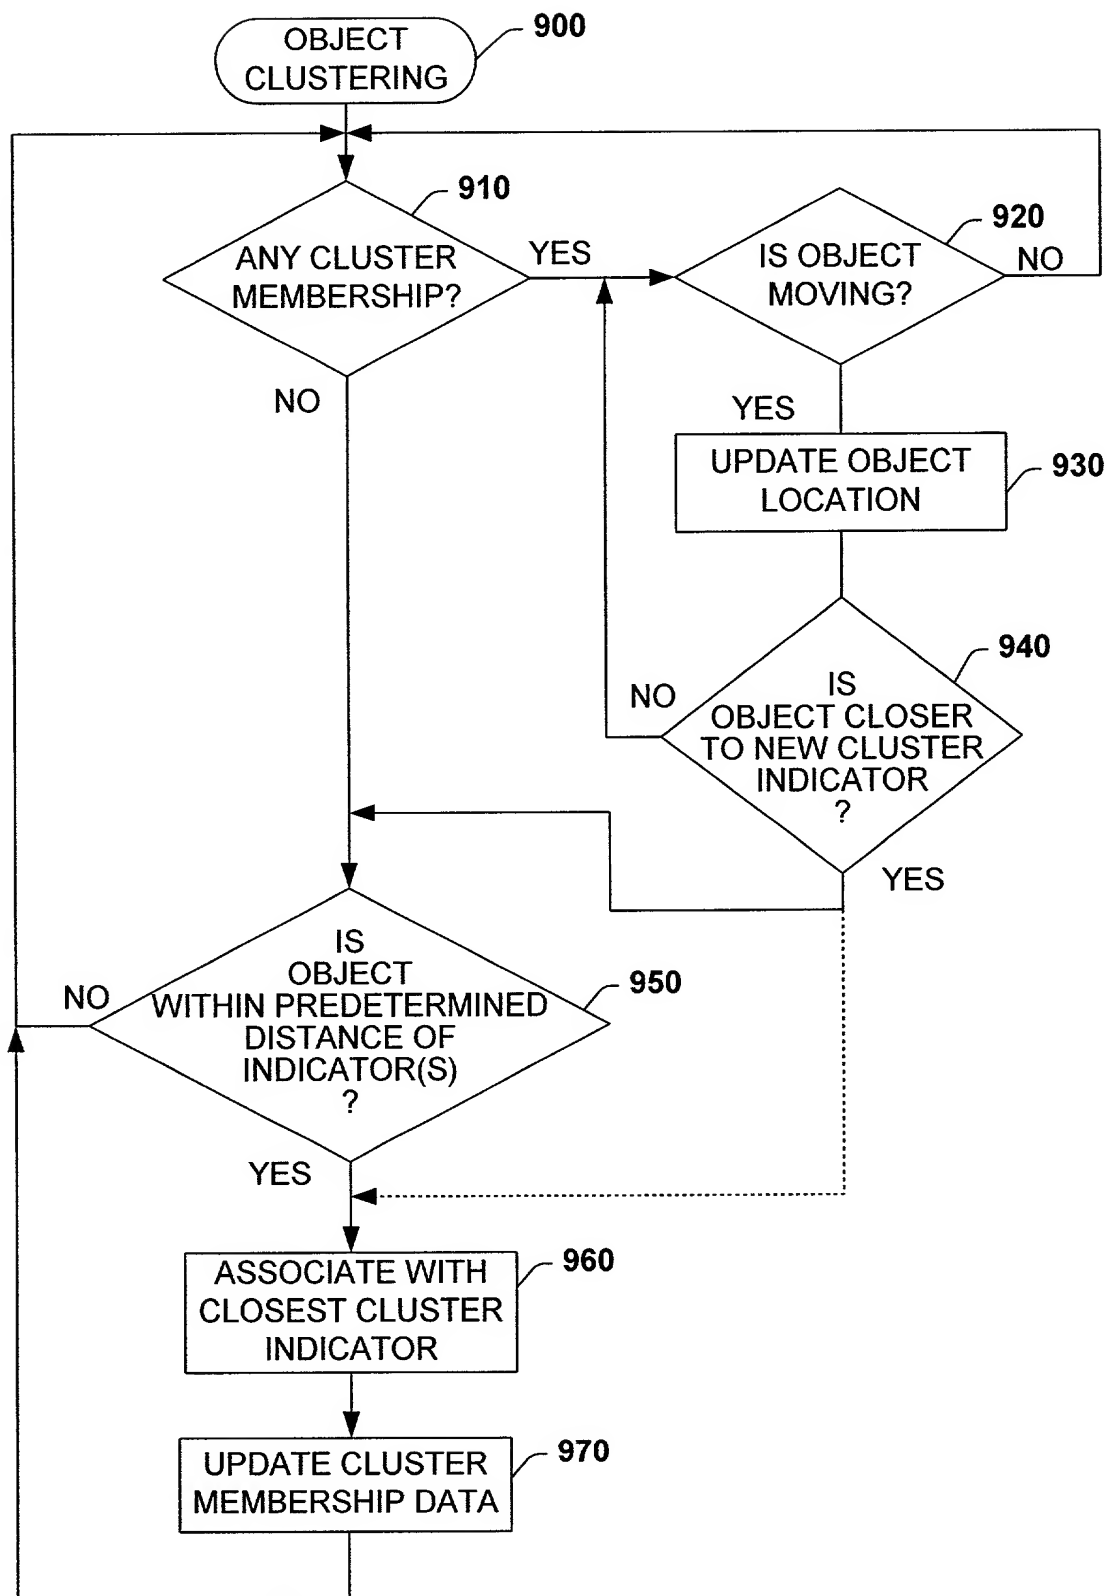 OBJECT
CLUSTERING
900
910
ANY CLUSTER
MEMBERSHIP?
YES
NO
920
IS OBJECT
MOVING?
NO
YES
UPDATE OBJECT
LOCATION
930
940
IS
OBJECT CLOSER
TO NEW CLUSTER
INDICATOR
?
NO
YES
950
IS
OBJECT
WITHIN PREDETERMINED
DISTANCE OF
INDICATOR(S)
?
NO
YES
ASSOCIATE WITH
CLOSEST CLUSTER
INDICATOR
960
UPDATE CLUSTER
MEMBERSHIP DATA
970